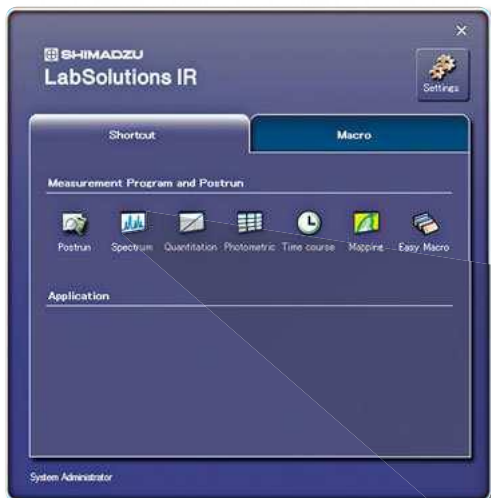 SHIMADZU
LabSolutions IR
Settings
Shortcut Macro
Measurement Program and Postrun
Postrun Spectrum Quantitation Photometric Time course Mapping Easy Macro
Application
System Administrator